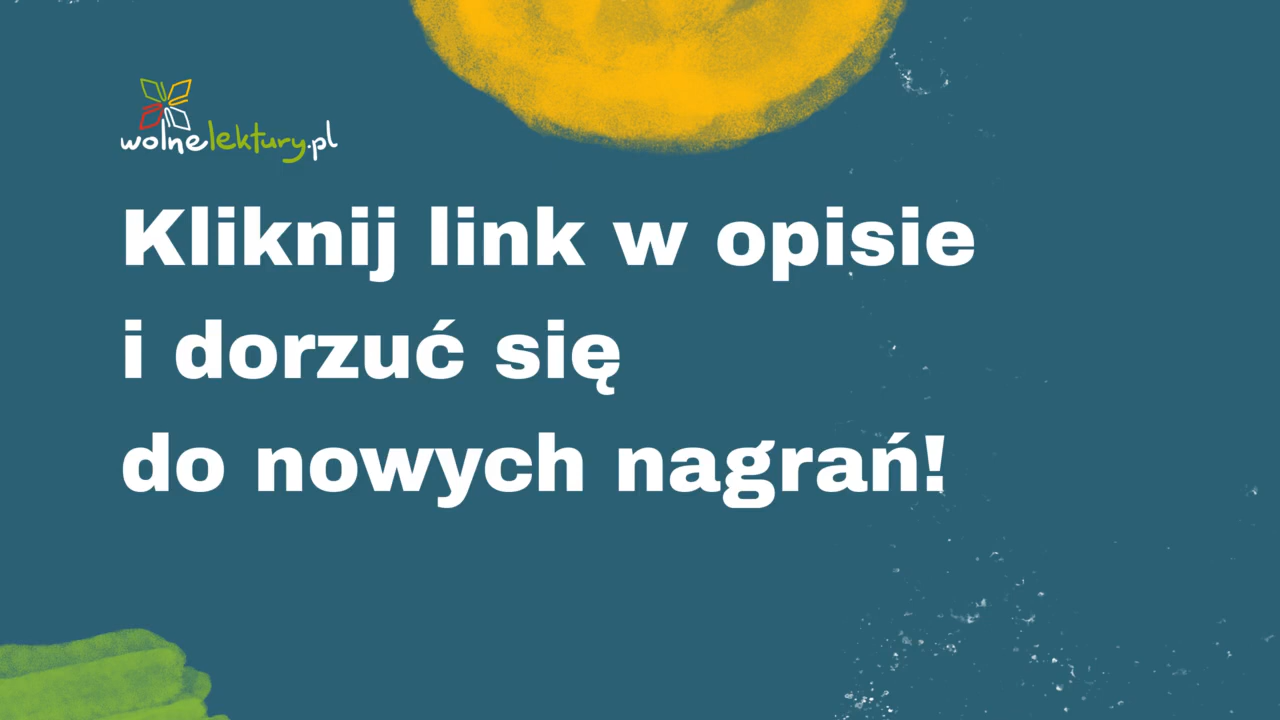 wolnelektury.pl
Kliknij link w opisie
i dorzuć się
do nowych nagrań!